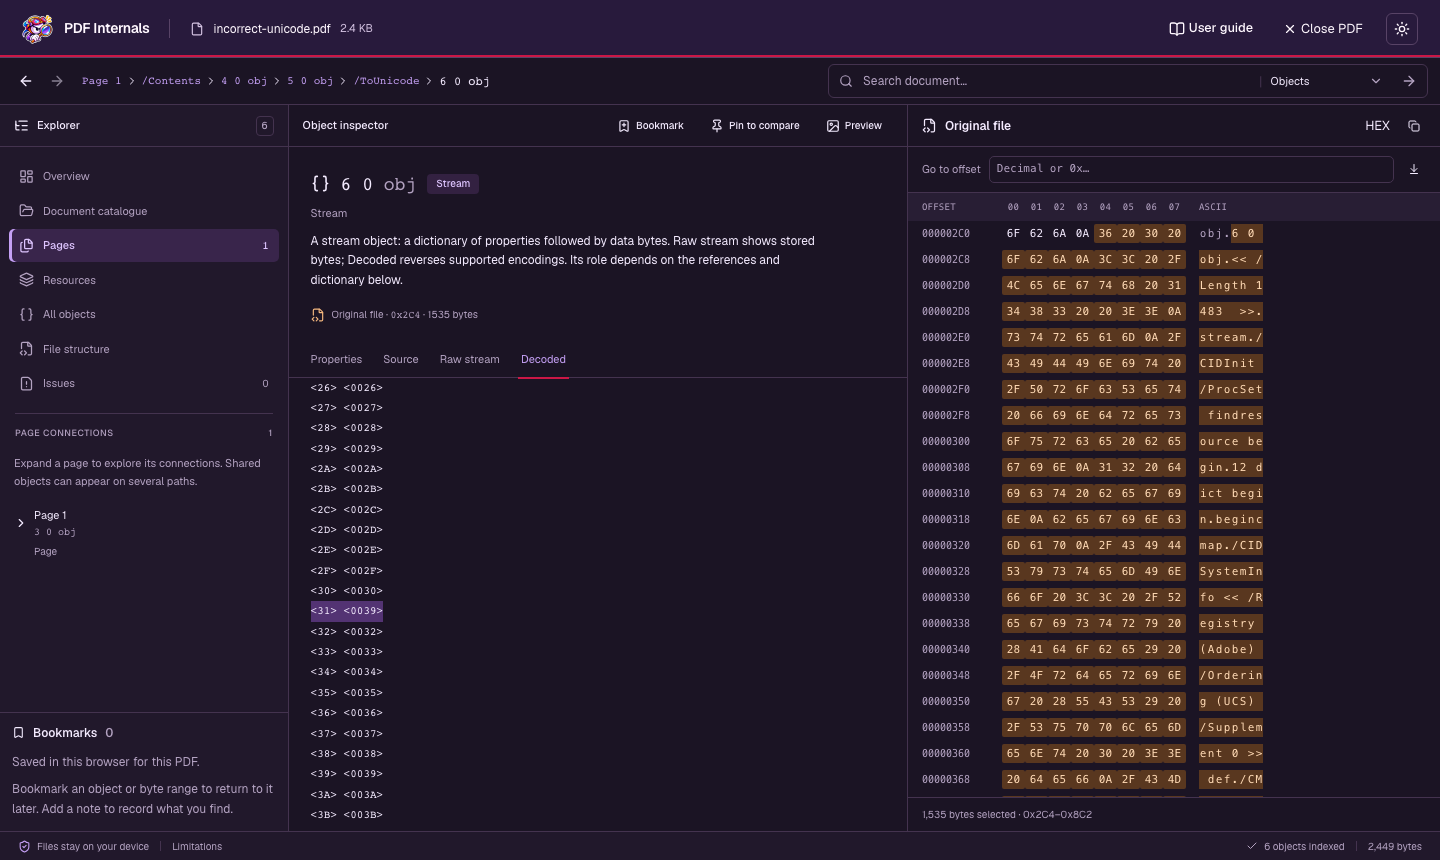 PDF Internals
incorrect-unicode.pdf 2.4 KB
User guide
Close PDF
Page 1 > /Contents > 4 0 obj > 5 0 obj > /ToUnicode > 6 0 obj
Search document…
Objects
Explorer 6
Overview
Document catalogue
Pages 1
Resources
All objects
File structure
Issues 0
PAGE CONNECTIONS 1
Expand a page to explore its connections. Shared
objects can appear on several paths.
Page 1
3 0 obj
Page
Bookmarks 0
Saved in this browser for this PDF.
Bookmark an object or byte range to return to it
later. Add a note to record what you find.
Object inspector
Bookmark
Pin to compare
Preview
{} 6 0 obj Stream
Stream
A stream object: a dictionary of properties followed by data bytes. Raw stream shows stored
bytes; Decoded reverses supported encodings. Its role depends on the references and
dictionary below.
Original file · 0x2C4 · 1535 bytes
Properties Source Raw stream Decoded
<26> <0026>
<27> <0027>
<28> <0028>
<29> <0029>
<2A> <002A>
<2B> <002B>
<2C> <002C>
<2D> <002D>
<2E> <002E>
<2F> <002F>
<30> <0030>
<31> <0039>
<32> <0032>
<33> <0033>
<34> <0034>
<35> <0035>
<36> <0036>
<37> <0037>
<38> <0038>
<39> <0039>
<3A> <003A>
<3B> <003B>
Original file
HEX
Go to offset Decimal or 0x…
OFFSET 00 01 02 03 04 05 06 07 ASCII
000002C0 6F 62 6A 0A 36 20 30 20 obj.6 0
000002C8 6F 62 6A 0A 3C 3C 20 2F obj.<< /
000002D0 4C 65 6E 67 74 68 20 31 Length 1
000002D8 34 38 33 20 20 3E 3E 0A 483  >>.
000002E0 73 74 72 65 61 6D 0A 2F stream./
000002E8 43 49 44 49 6E 69 74 20 CIDInit
000002F0 2F 50 72 6F 63 53 65 74 /ProcSet
000002F8 20 66 69 6E 64 72 65 73 findres
00000300 6F 75 72 63 65 20 62 65 ource be
00000308 67 69 6E 0A 31 32 20 64 gin.12 d
00000310 69 63 74 20 62 65 67 69 ict begi
00000318 6E 0A 62 65 67 69 6E 63 n.beginc
00000320 6D 61 70 0A 2F 43 49 44 map./CID
00000328 53 79 73 74 65 6D 49 6E SystemIn
00000330 66 6F 20 3C 3C 20 2F 52 fo << /R
00000338 65 67 69 73 74 72 79 20 egistry
00000340 28 41 64 6F 62 65 29 20 (Adobe)
00000348 2F 4F 72 64 65 72 69 6E /Orderin
00000350 67 20 28 55 43 53 29 20 g (UCS)
00000358 2F 53 75 70 70 6C 65 6D /Supplem
00000360 65 6E 74 20 30 20 3E 3E ent 0 >>
00000368 20 64 65 66 0A 2F 43 4D def./CM
1,535 bytes selected · 0x2C4–0x8C2
Files stay on your device
Limitations
6 objects indexed
2,449 bytes